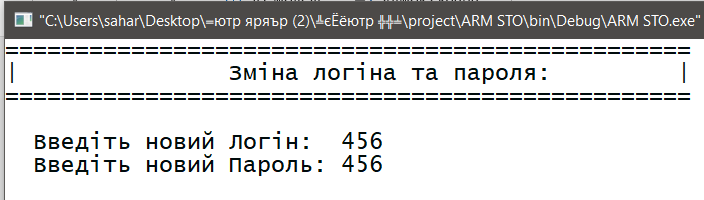 "C:\Users\sahar\Desktop\=ютр яряър (2)\╩єЁёютр ╬╬╧\project\ARM STO\bin\Debug\ARM STO.exe"
=================================================
| Зміна логіна та пароля: |
=================================================
Введіть новий Логін: 456
Введіть новий Пароль: 456